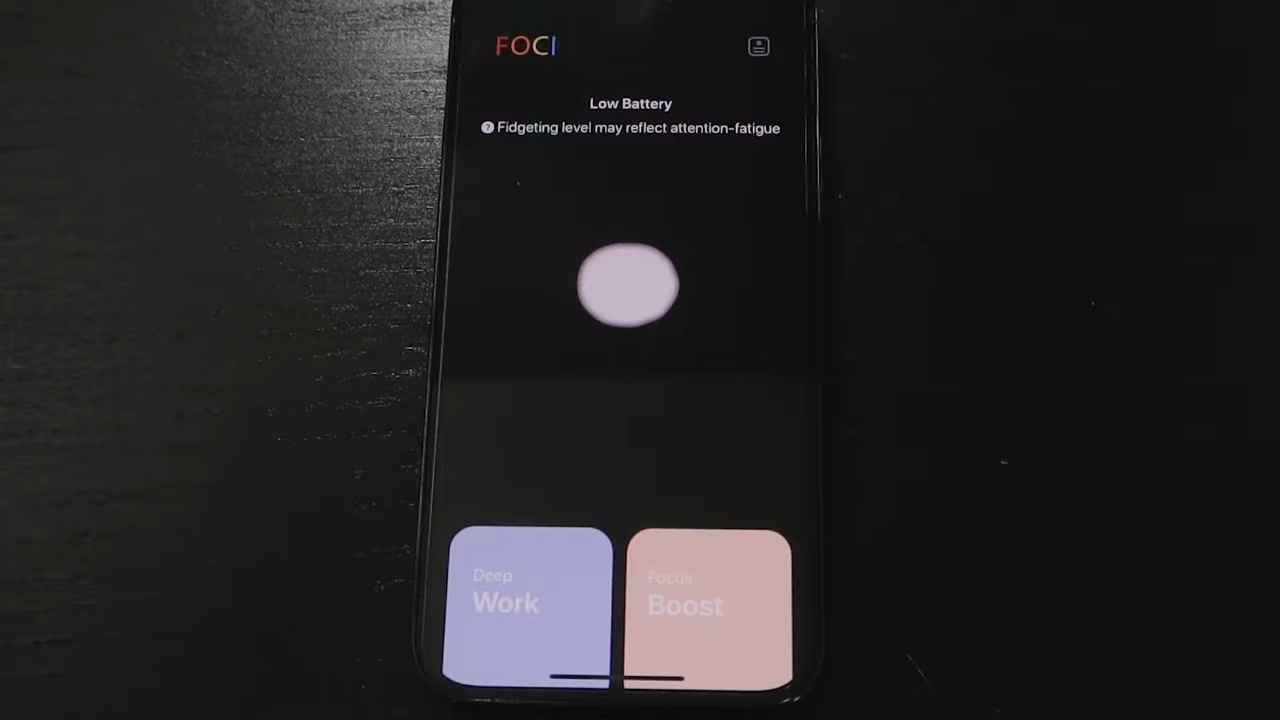 FOCI
Low Battery
? Fidgeting level may reflect attention-fatigue
Deep
Work
Focus
Boost